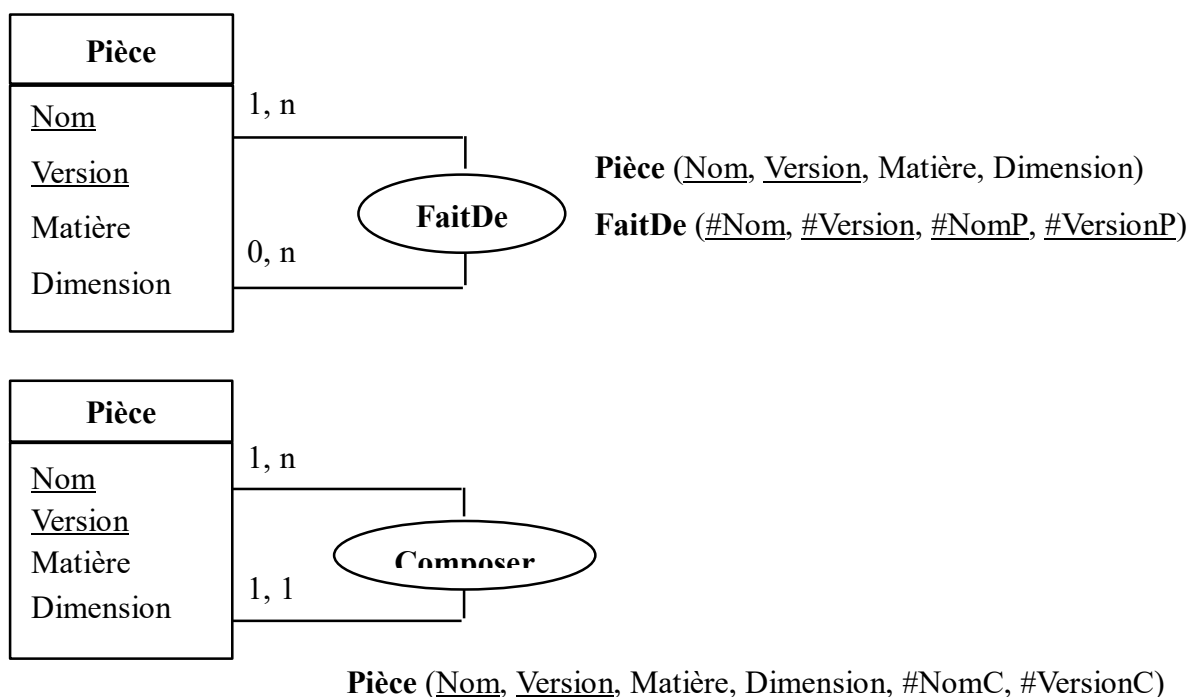 Pièce
Nom
Version
Matière
Dimension
1, n
FaitDe
0, n
Pièce (Nom, Version, Matière, Dimension)
FaitDe (#Nom, #Version, #NomP, #VersionP)
Pièce
Nom
Version
Matière
Dimension
1, n
Composer
1, 1
Pièce (Nom, Version, Matière, Dimension, #NomC, #VersionC)